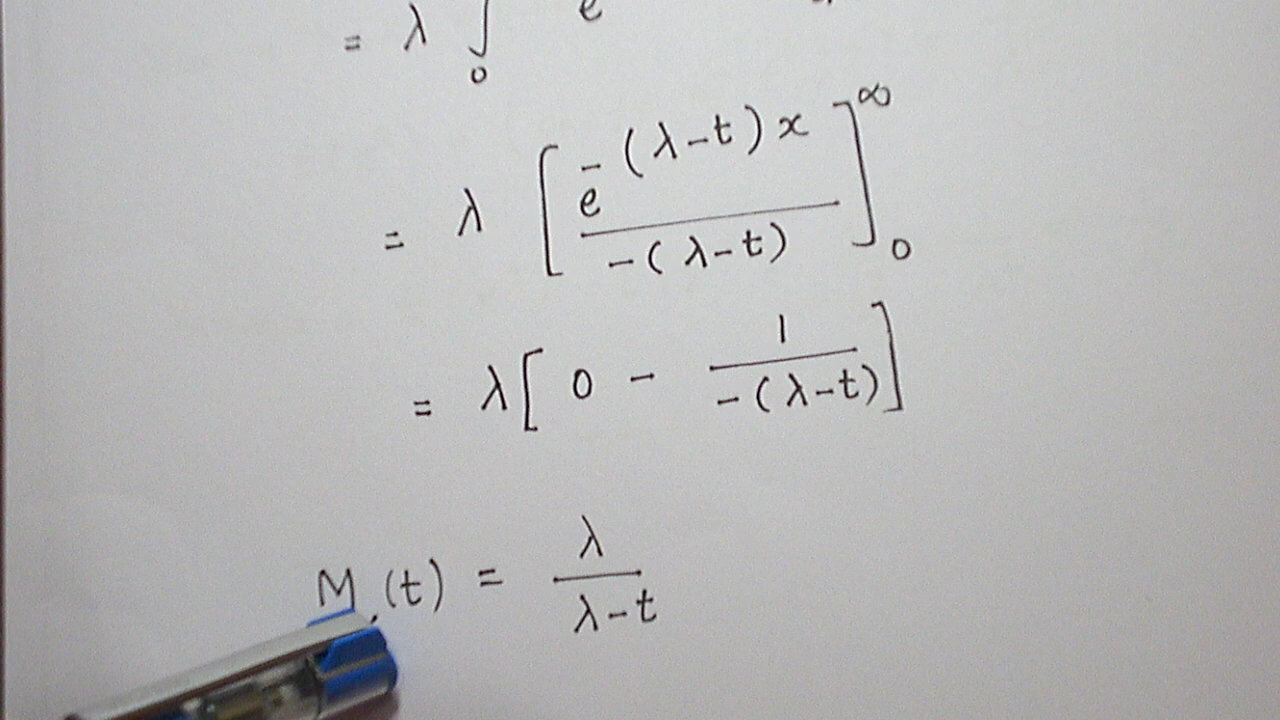 = λ ∫₀ e
= λ [ e^{-(λ-t)x} / -(λ-t) ]₀^∞
= λ [ 0 - 1 / -(λ-t) ]
M (t) = λ / λ-t